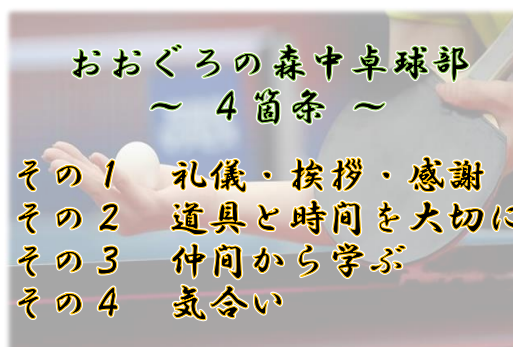 おおぐろの森中卓球部
～ ４箇条 ～
その１ 礼儀・挨拶・感謝
その２ 道具と時間を大切に
その３ 仲間から学ぶ
その４ 気合い